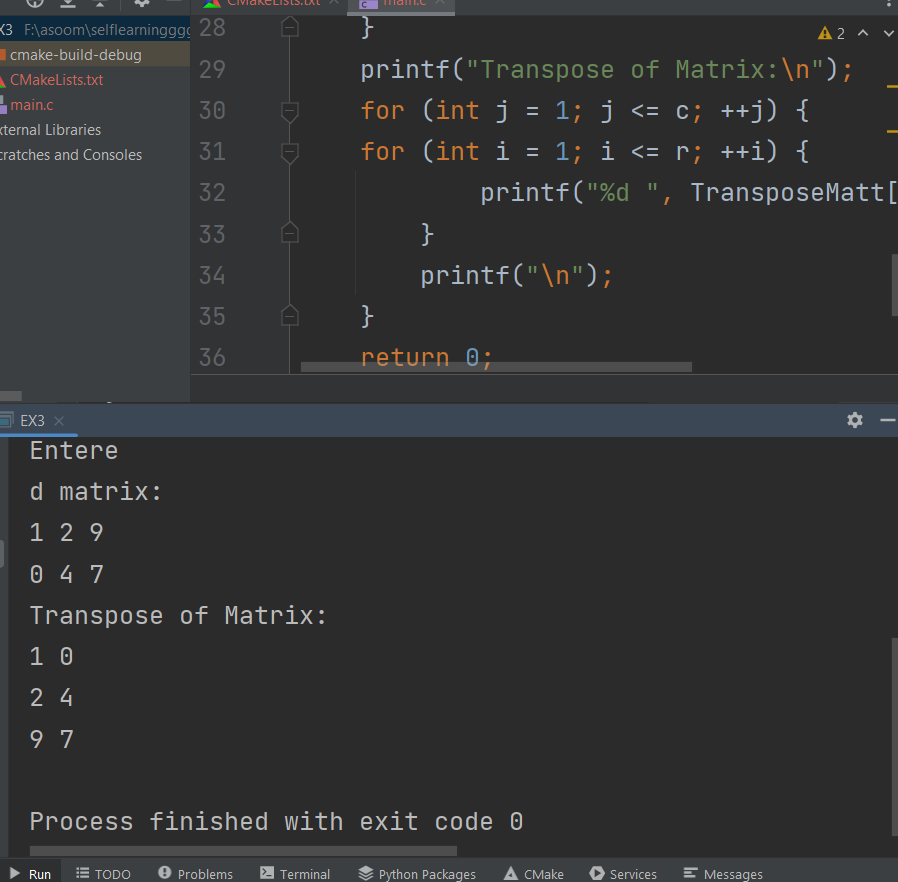 CMakeLists.txt main.c
X3 F:\asoom\selflearninggg
cmake-build-debug
CMakeLists.txt
main.c
xternal Libraries
cratches and Consoles
2
28 }
29 printf("Transpose of Matrix:\n");
30 for (int j = 1; j <= c; ++j) {
31 for (int i = 1; i <= r; ++i) {
32 printf("%d ", TransposeMatt[
33 }
34 printf("\n");
35 }
36 return 0;
EX3
Entere
d matrix:
1 2 9
0 4 7
Transpose of Matrix:
1 0
2 4
9 7
Process finished with exit code 0
Run TODO Problems Terminal Python Packages CMake Services Messages